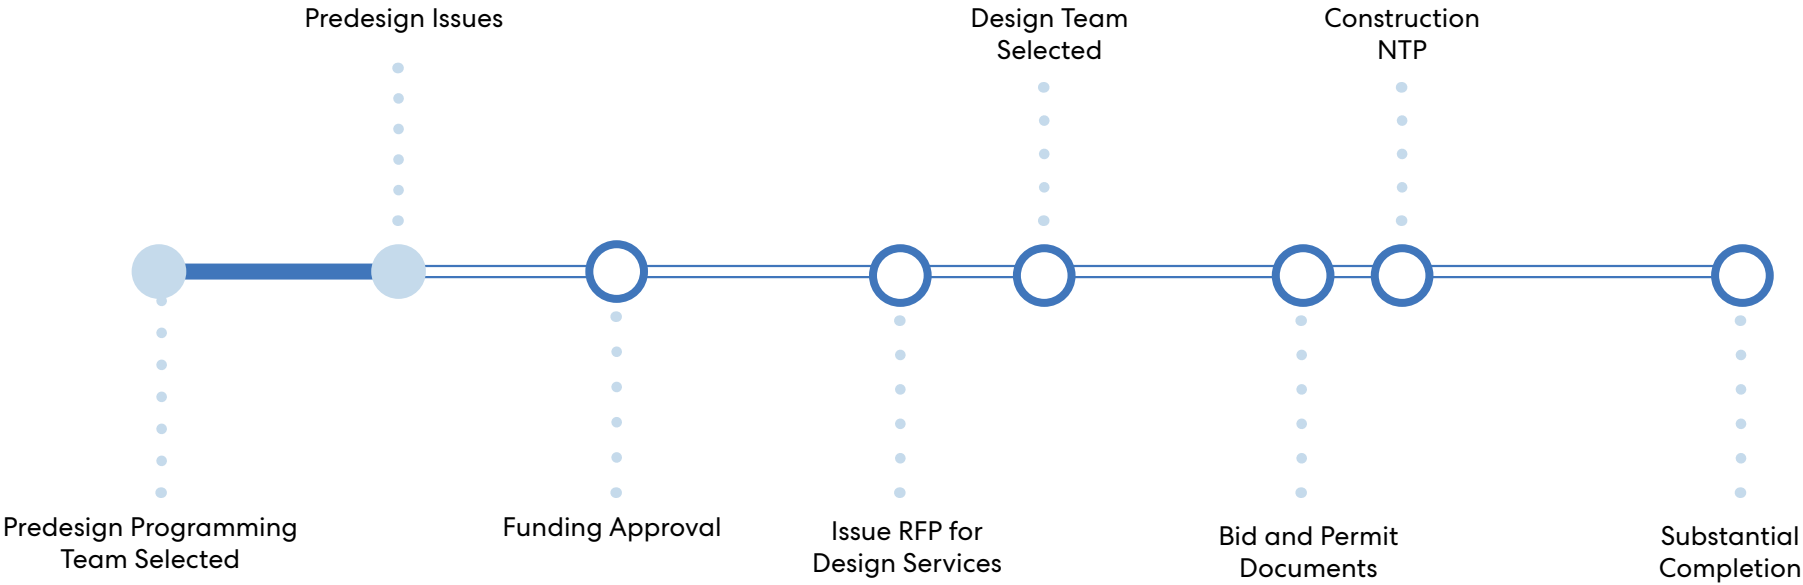 Predesign Issues
Design Team
Selected
Construction
NTP
Predesign Programming
Team Selected
Funding Approval
Issue RFP for
Design Services
Bid and Permit
Documents
Substantial
Completion